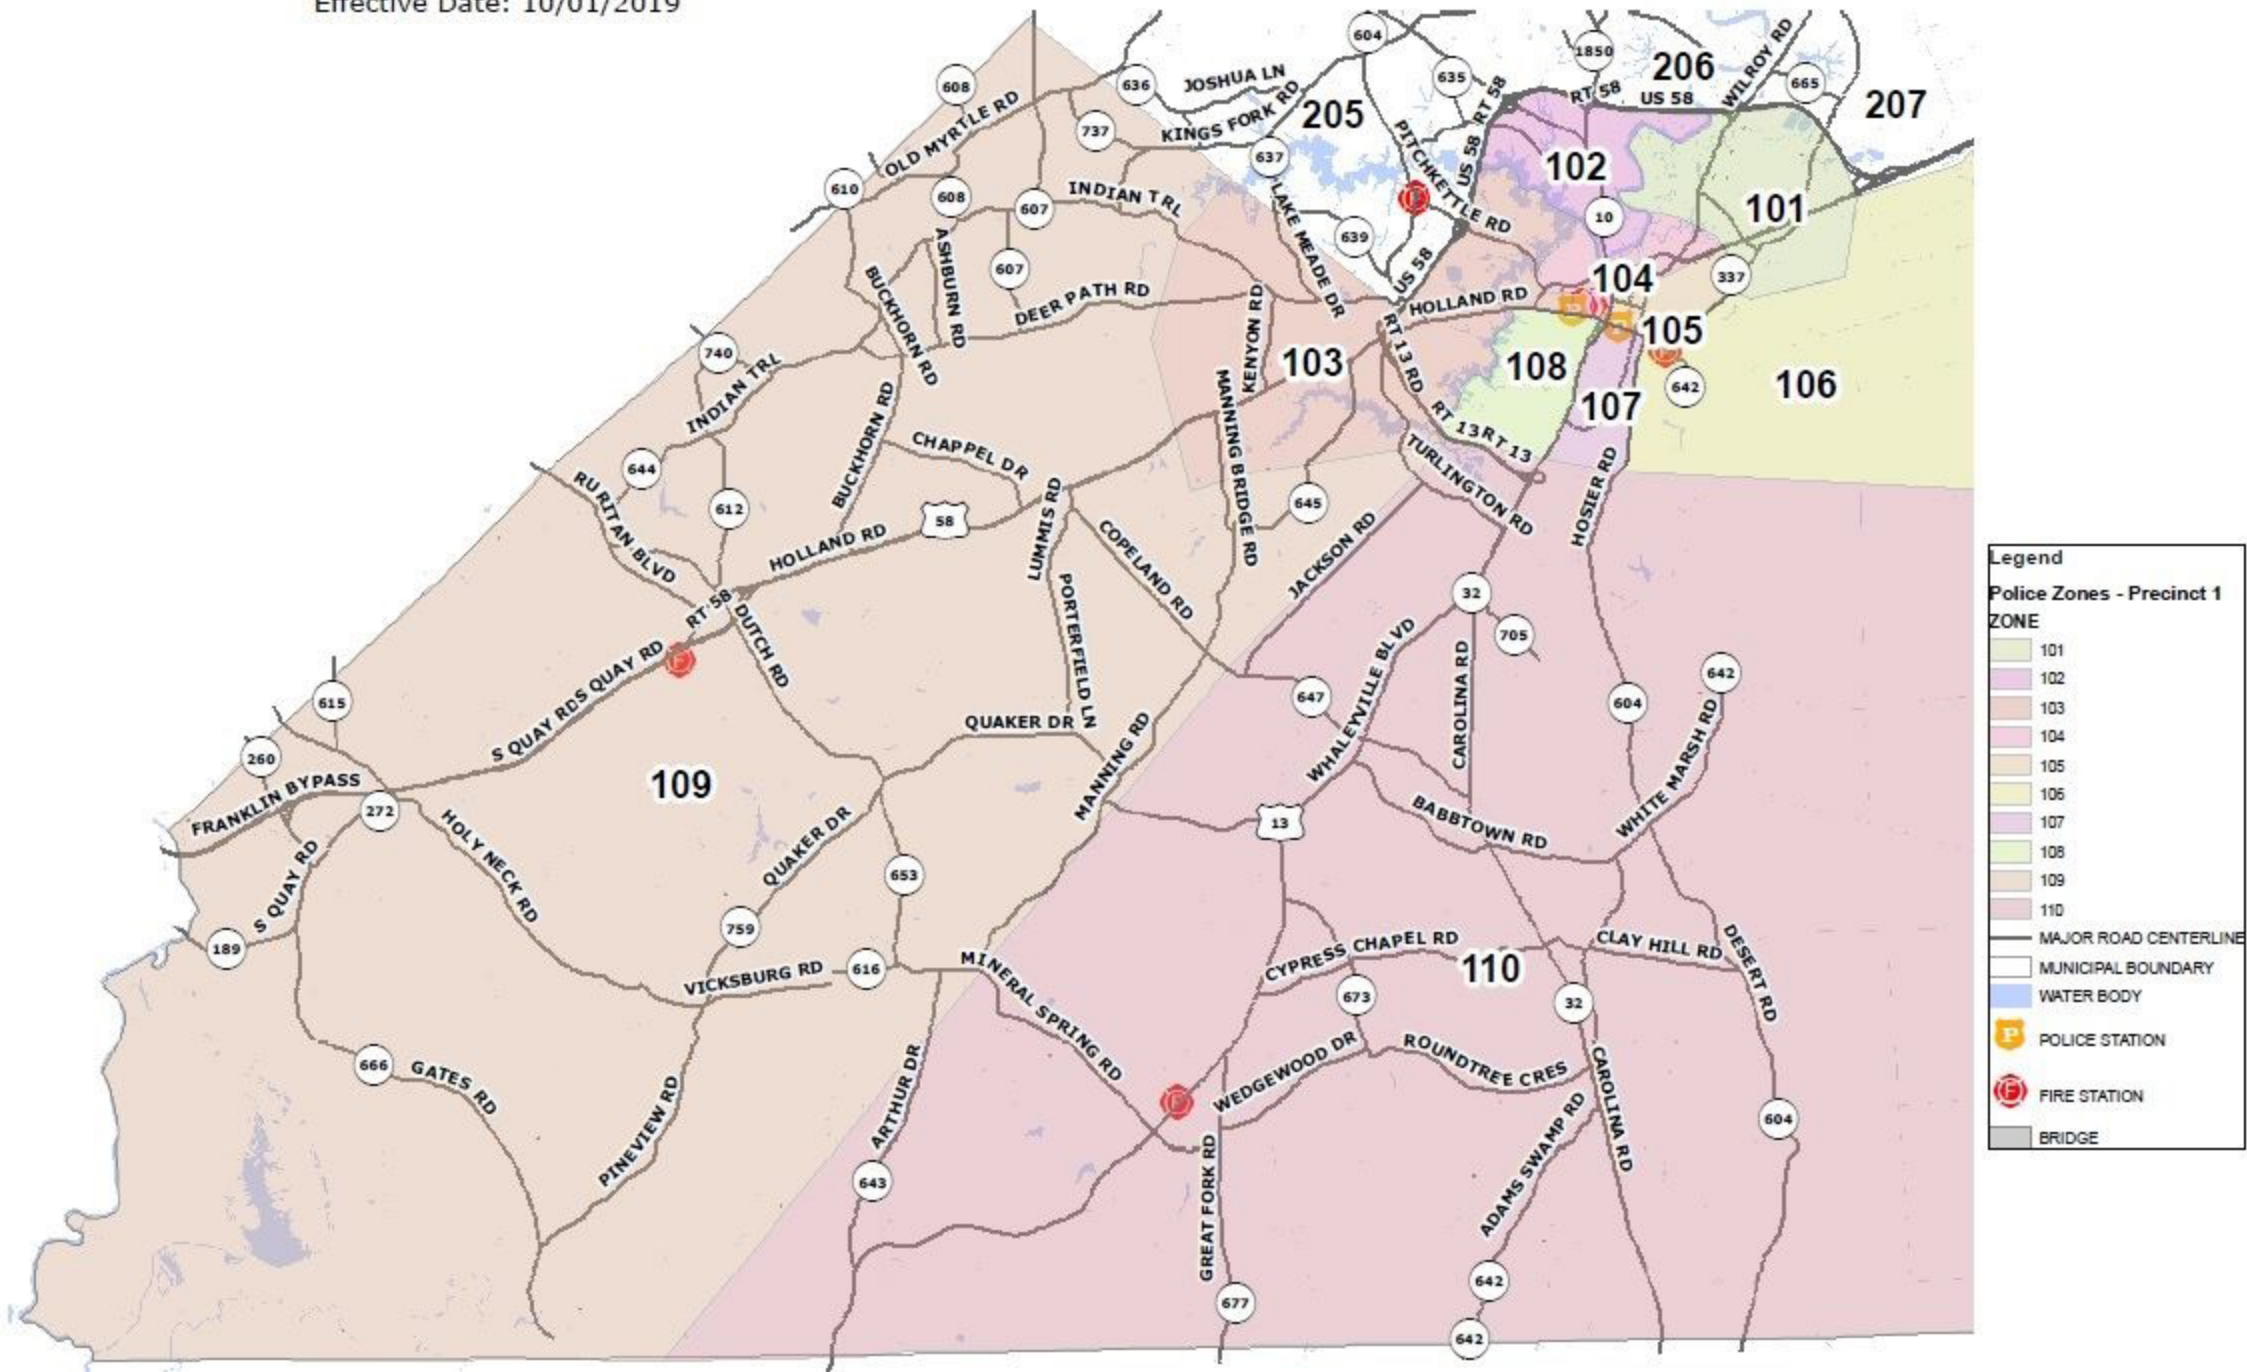 Effective Date: 10/01/2019
604
1850
206
WILROY RD
608
636
JOSHUA LN
635
RT 58
RT 58
US 58
665
207
OLD MYRTLE RD
737
KINGS FORK RD
205
PITCHKETTLE RD
US 58
102
637
610
608
607
INDIAN TRL
LAKE MEADE DR
639
10
101
ASHBURN RD
607
US 58
104
337
BUCKHORN RD
DEER PATH RD
KENYON RD
HOLLAND RD
105
740
INDIAN TRL
103
RT 13 RD
108
642
106
107
MANNING BRIDGE RD
RT 13
RT 13
BUCKHORN RD
CHAPPEL DR
TURLINGTON RD
644
RURITAN BLVD
612
58
HOLLAND RD
LUMMIS RD
COPELAND RD
645
HOSIER RD
JACKSON RD
RT 58
DUTCH RD
PORTERFIELD LN
32
705
WHALEYVILLE BLVD
CAROLINA RD
S QUAY RD
S QUAY RD
F
647
604
642
615
QUAKER DR
MANNING RD
WHITE MARSH RD
260
109
FRANKLIN BYPASS
272
HOLY NECK RD
QUAKER DR
13
BABBTOWN RD
S QUAY RD
653
189
759
VICKSBURG RD
616
MINERAL SPRING RD
CYPRESS CHAPEL RD
110
CLAY HILL RD
DESERT RD
673
32
666
GATES RD
PINEVIEW RD
ARTHUR DR
WEDGEWOOD DR
ROUNDTREE CRES
CAROLINA RD
F
604
ADAMS SWAMP RD
643
GREAT FORK RD
642
677
642
Legend
Police Zones - Precinct 1
ZONE
101
102
103
104
105
106
107
108
109
110
MAJOR ROAD CENTERLINE
MUNICIPAL BOUNDARY
WATER BODY
P POLICE STATION
F FIRE STATION
BRIDGE